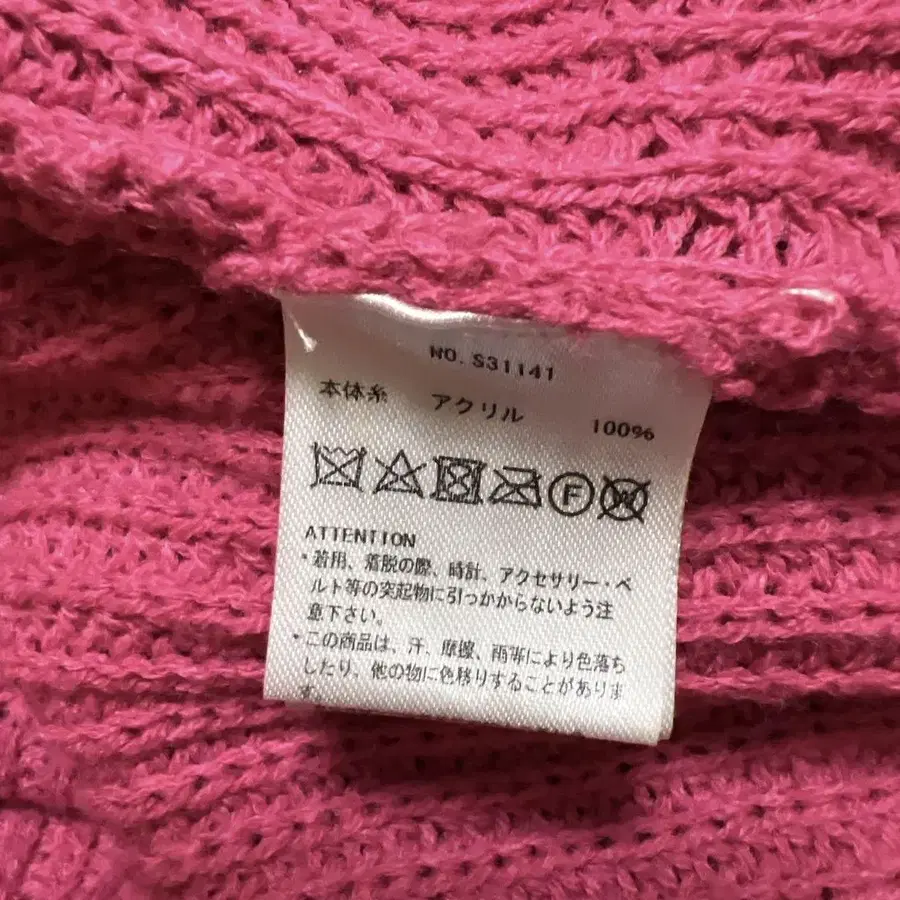 NO. S31141
本体糸 アクリル 100%
F W
ATTENTION
・着用、着脱の際、時計、アクセサリー・ベ
ルト等の突起物に引っかからないよう注
意下さい。
・この商品は、汗、摩擦、雨等により色落ち
したり、他の物に色移りすることがありま
す